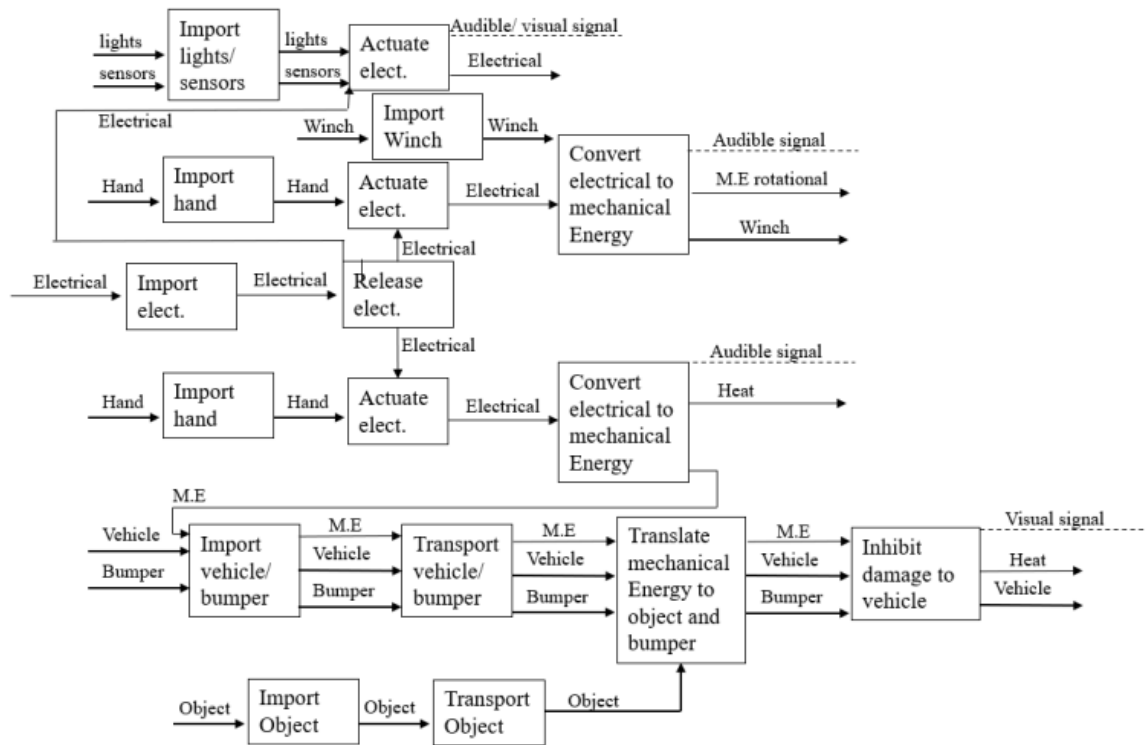 Audible/ visual signal
lights
Import
lights/
sensors
lights
Actuate
elect.
Electrical
sensors
sensors
Electrical
Winch
Import
Winch
Winch
Audible signal
Convert
electrical to
mechanical
Energy
Hand
Import
hand
Hand
Actuate
elect.
Electrical
M.E rotational
Winch
Electrical
Electrical
Import
elect.
Electrical
Release
elect.
Electrical
Audible signal
Hand
Import
hand
Hand
Actuate
elect.
Electrical
Convert
electrical to
mechanical
Energy
Heat
M.E
Vehicle
Bumper
Import
vehicle/
bumper
M.E
Vehicle
Bumper
Transport
vehicle/
bumper
M.E
Vehicle
Bumper
Translate
mechanical
Energy to
object and
bumper
M.E
Vehicle
Bumper
Inhibit
damage to
vehicle
Visual signal
Heat
Vehicle
Object
Import
Object
Object
Transport
Object
Object